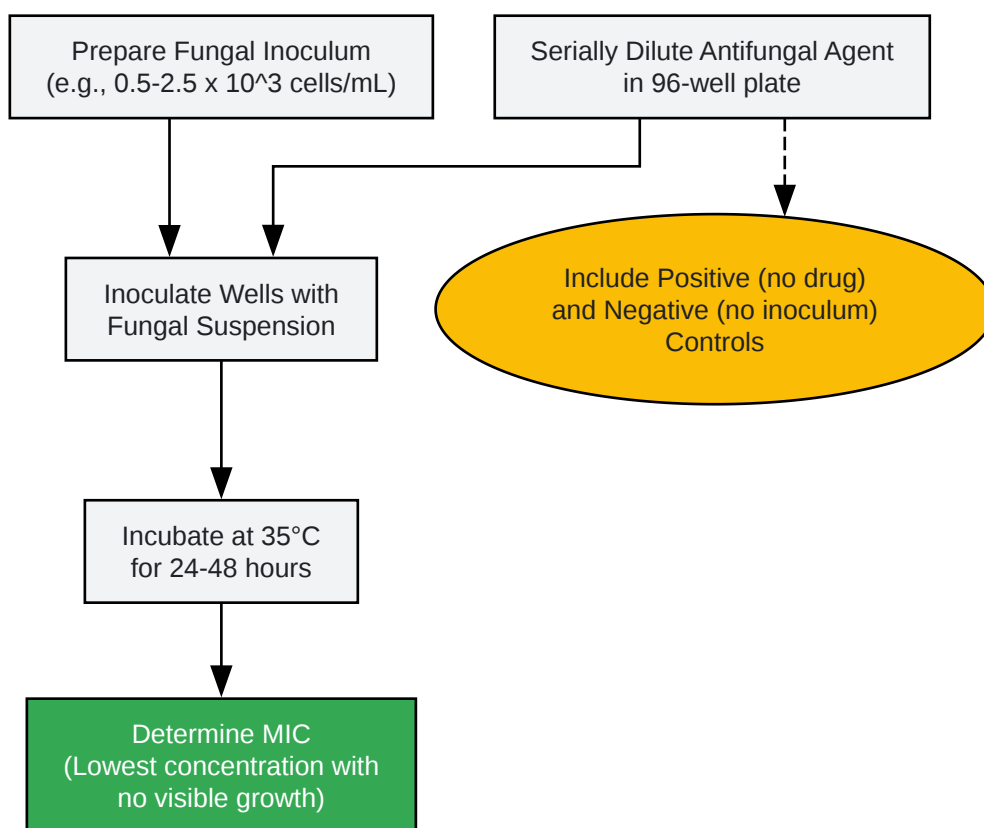 Prepare Fungal Inoculum
(e.g., 0.5-2.5 x 10^3 cells/mL)
Serially Dilute Antifungal Agent
in 96-well plate
Inoculate Wells with
Fungal Suspension
Include Positive (no drug)
and Negative (no inoculum)
Controls
Incubate at 35°C
for 24-48 hours
Determine MIC
(Lowest concentration with
no visible growth)